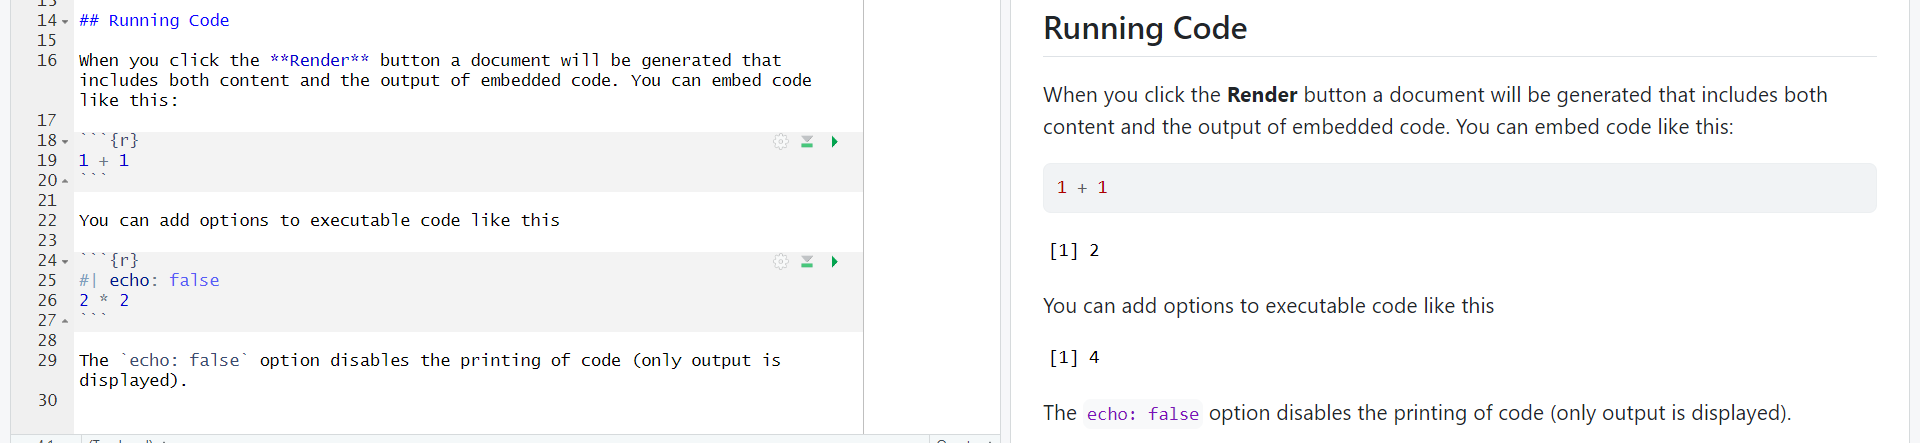 13
14 ## Running Code
15
16 When you click the **Render** button a document will be generated that
includes both content and the output of embedded code. You can embed code
like this:
17
18 ```{r}
19 1 + 1
20 ```
21
22 You can add options to executable code like this
23
24 ```{r}
25 #| echo: false
26 2 * 2
27 ```
28
29 The `echo: false` option disables the printing of code (only output is
displayed).
30
Running Code
When you click the Render button a document will be generated that includes both
content and the output of embedded code. You can embed code like this:
1 + 1
[1] 2
You can add options to executable code like this
[1] 4
The echo: false option disables the printing of code (only output is displayed).